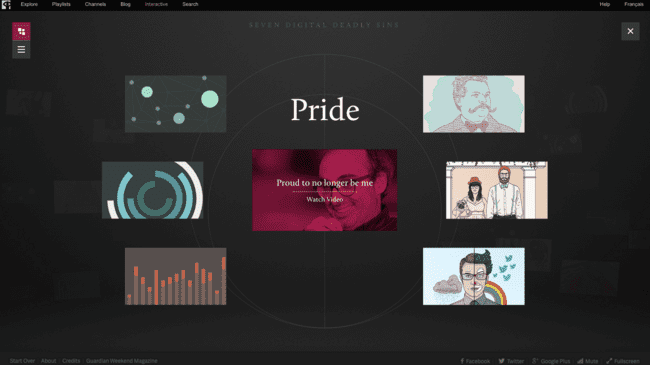 Explore Playlists Channels Blog Interactive Search Help Français
SEVEN DIGITAL DEADLY SINS
Pride
Proud to no longer be me
Watch Video
Start Over About Credits Guardian Weekend Magazine Facebook Twitter Google Plus Mute Fullscreen